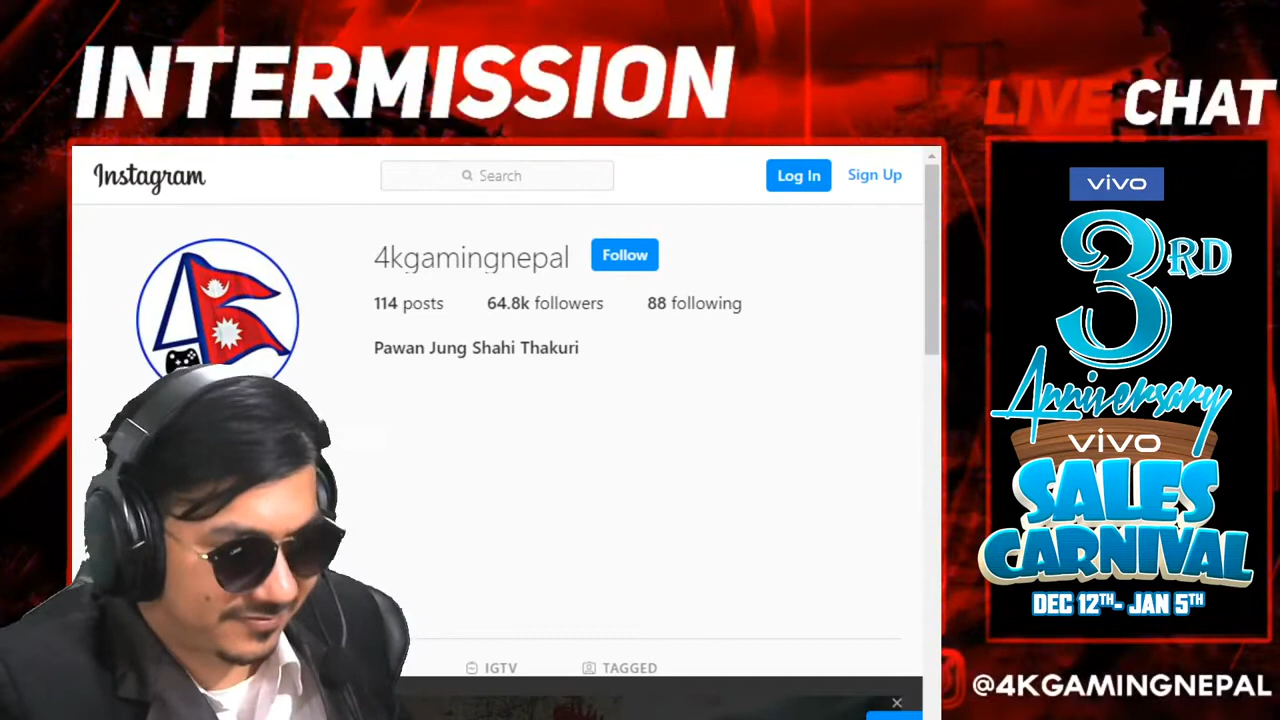 INTERMISSION
LIVE CHAT
Instagram
Search
Log In
Sign Up
4kgamingnepal
Follow
114 posts
64.8k followers
88 following
Pawan Jung Shahi Thakuri
IGTV
TAGGED
vivo
3RD
Anniversary
vivo
SALES
CARNIVAL
DEC 12TH- JAN 5TH
@4KGAMINGNEPAL